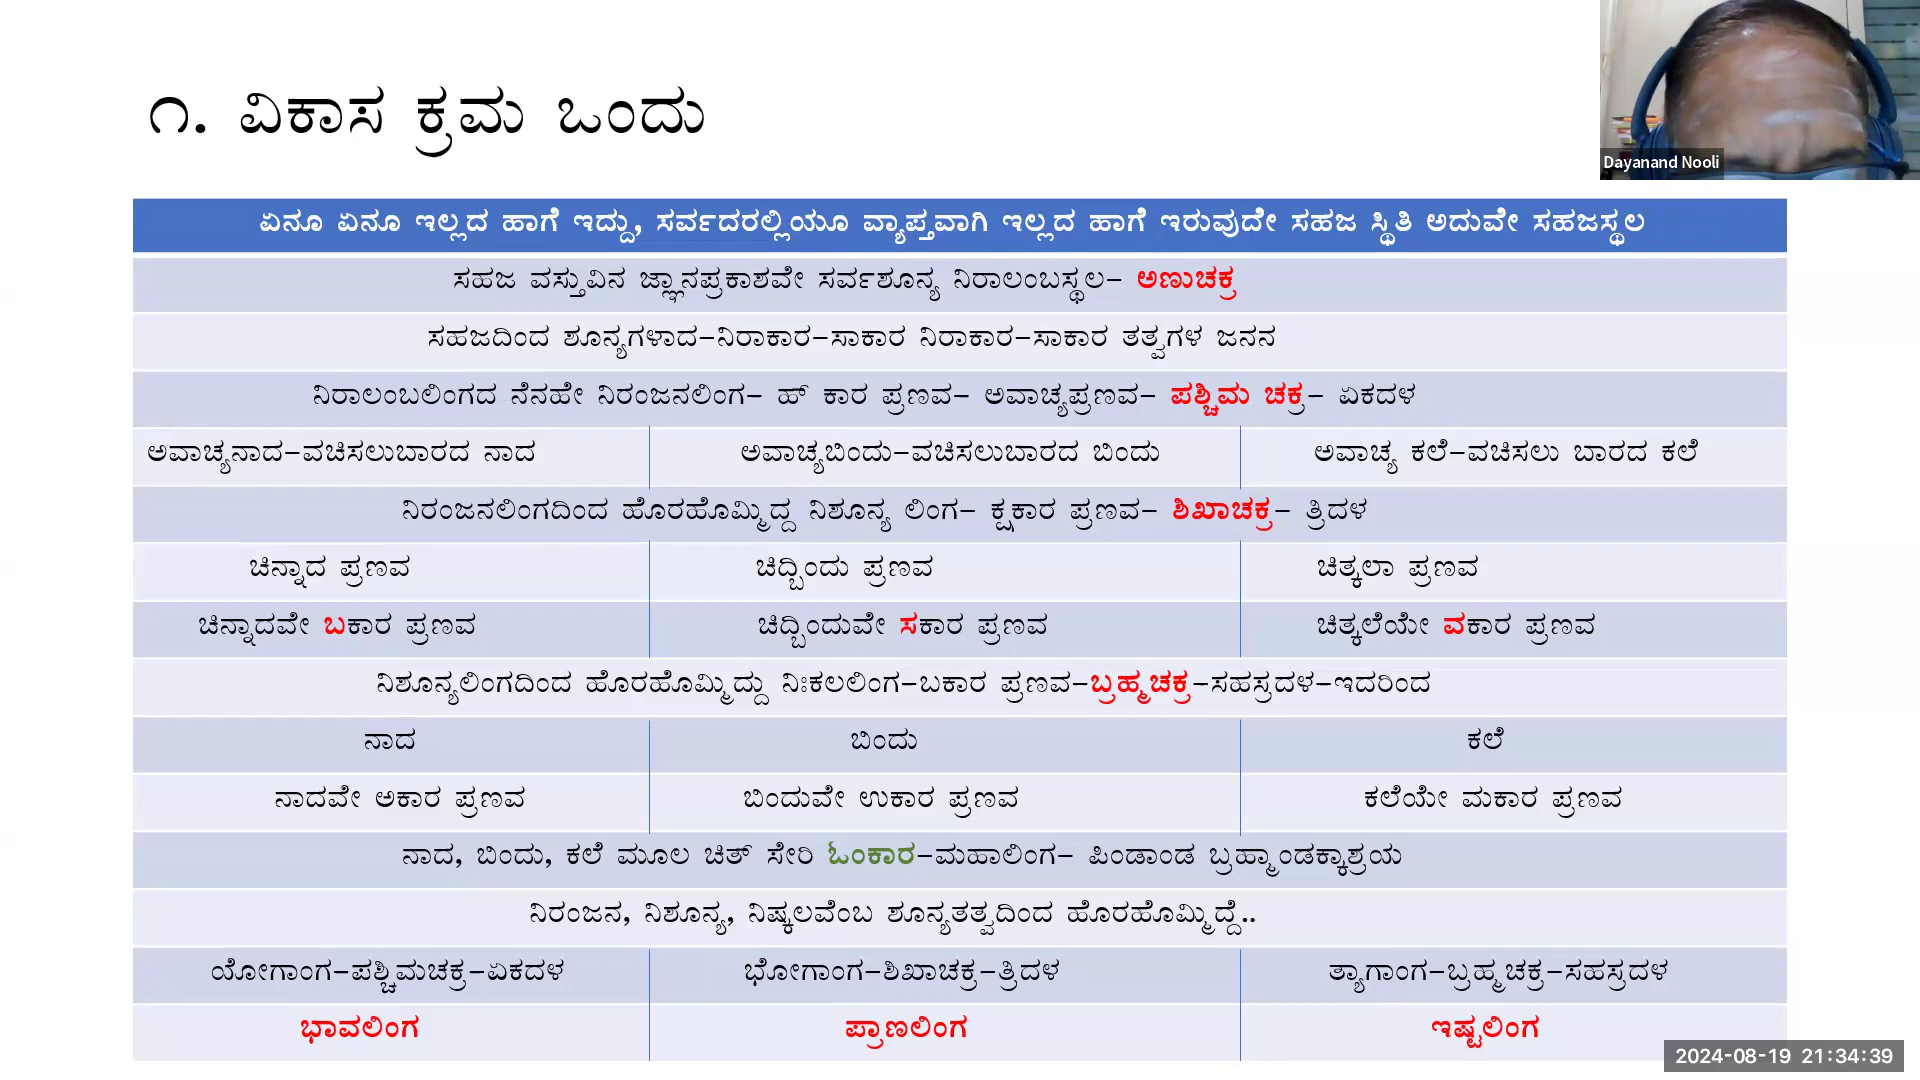 ೧. ವಿಕಾಸ ಕ್ರಮ ಒಂದು
Dayanand Nooli
ಏನೂ ಏನೂ ಇಲ್ಲದ ಹಾಗೆ ಇದ್ದು, ಸರ್ವದರಲ್ಲಿಯೂ ವ್ಯಾಪ್ತವಾಗಿ ಇಲ್ಲದ ಹಾಗೆ ಇರುವುದೇ ಸಹಜ ಸ್ಥಿತಿ ಅದುವೇ ಸಹಜಸ್ಥಲ
ಸಹಜ ವಸ್ತುವಿನ ಜ್ಞಾನಪ್ರಕಾಶವೇ ಸರ್ವಶೂನ್ಯ ನಿರಾಲಂಬಸ್ಥಲ- ಅಣುಚಕ್ರ
ಸಹಜದಿಂದ ಶೂನ್ಯಗಳಾದ-ನಿರಾಕಾರ-ಸಾಕಾರ ನಿರಾಕಾರ-ಸಾಕಾರ ತತ್ವಗಳ ಜನನ
ನಿರಾಲಂಬಲಿಂಗದ ನೆನಹೇ ನಿರಂಜನಲಿಂಗ- ಹ್ ಕಾರ ಪ್ರಣವ- ಅವಾಚ್ಯಪ್ರಣವ- ಪಶ್ಚಿಮ ಚಕ್ರ- ಏಕದಳ
ಅವಾಚ್ಯನಾದ-ವಚಿಸಲುಬಾರದ ನಾದ ಅವಾಚ್ಯಬಿಂದು-ವಚಿಸಲುಬಾರದ ಬಿಂದು ಅವಾಚ್ಯ ಕಲೆ-ವಚಿಸಲು ಬಾರದ ಕಲೆ
ನಿರಂಜನಲಿಂಗದಿಂದ ಹೊರಹೊಮ್ಮಿದ್ದ ನಿಶೂನ್ಯ ಲಿಂಗ- ಕ್ಷಕಾರ ಪ್ರಣವ- ಶಿಖಾಚಕ್ರ- ತ್ರಿದಳ
ಚಿನ್ನಾದ ಪ್ರಣವ ಚಿದ್ಬಿಂದು ಪ್ರಣವ ಚಿತ್ಕಲಾ ಪ್ರಣವ
ಚಿನ್ನಾದವೇ ಬಕಾರ ಪ್ರಣವ ಚಿದ್ಬಿಂದುವೇ ಸಕಾರ ಪ್ರಣವ ಚಿತ್ಕಲೆಯೇ ವಕಾರ ಪ್ರಣವ
ನಿಶೂನ್ಯಲಿಂಗದಿಂದ ಹೊರಹೊಮ್ಮಿದ್ದು ನಿಃಕಲಲಿಂಗ-ಬಕಾರ ಪ್ರಣವ-ಬ್ರಹ್ಮಚಕ್ರ-ಸಹಸ್ರದಳ-ಇದರಿಂದ
ನಾದ ಬಿಂದು ಕಲೆ
ನಾದವೇ ಅಕಾರ ಪ್ರಣವ ಬಿಂದುವೇ ಉಕಾರ ಪ್ರಣವ ಕಲೆಯೇ ಮಕಾರ ಪ್ರಣವ
ನಾದ, ಬಿಂದು, ಕಲೆ ಮೂಲ ಚಿತ್ ಸೇರಿ ಓಂಕಾರ-ಮಹಾಲಿಂಗ- ಪಿಂಡಾಂಡ ಬ್ರಹ್ಮಾಂಡಕ್ಕಾಶ್ರಯ
ನಿರಂಜನ, ನಿಶೂನ್ಯ, ನಿಷ್ಕಲವೆಂಬ ಶೂನ್ಯತತ್ವದಿಂದ ಹೊರಹೊಮ್ಮಿದ್ದೆ..
ಯೋಗಾಂಗ-ಪಶ್ಚಿಮಚಕ್ರ-ಏಕದಳ ಭೋಗಾಂಗ-ಶಿಖಾಚಕ್ರ-ತ್ರಿದಳ ತ್ಯಾಗಾಂಗ-ಬ್ರಹ್ಮಚಕ್ರ-ಸಹಸ್ರದಳ
ಭಾವಲಿಂಗ ಪ್ರಾಣಲಿಂಗ ಇಷ್ಟಲಿಂಗ
2024-08-19 21:34:39